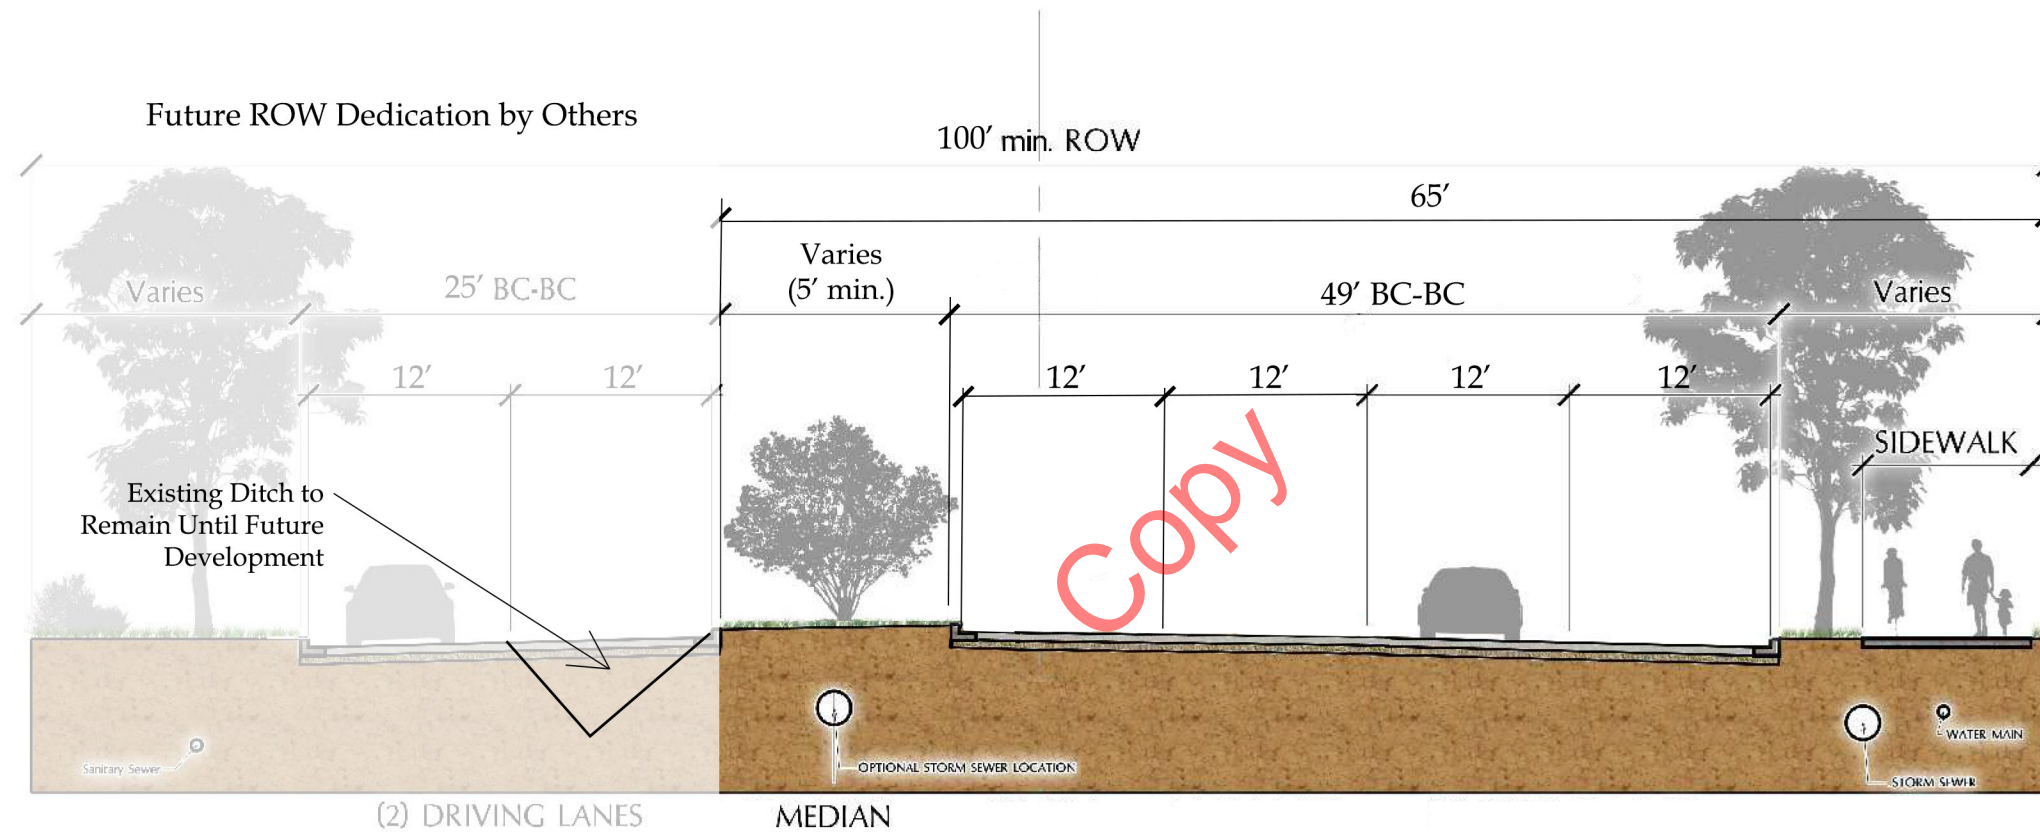 Future ROW Dedication by Others
100' min. ROW
65'
Varies
25' BC-BC
Varies
(5' min.)
49' BC-BC
Varies
12'
12'
12'
12'
12'
12'
SIDEWALK
Existing Ditch to
Remain Until Future
Development
Copy
Sanitary Sewer
OPTIONAL STORM SEWER LOCATION
WATER MAIN
STORM SEWER
(2) DRIVING LANES
MEDIAN